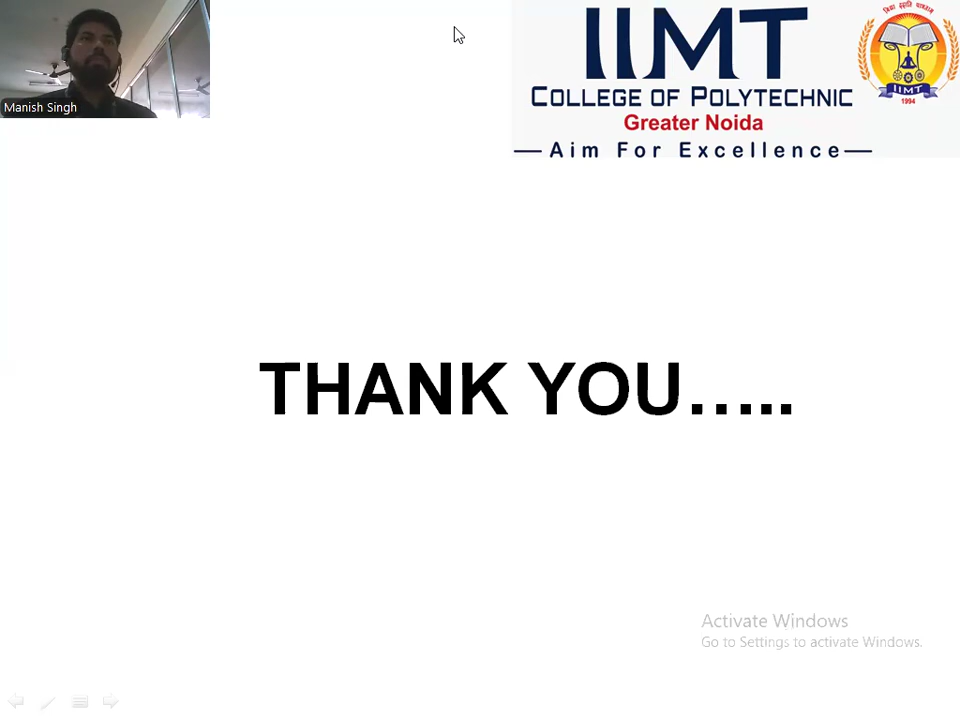 Manish Singh
IIMT
COLLEGE OF POLYTECHNIC
Greater Noida
—Aim For Excellence—
IIMT
1994
THANK YOU…..
Activate Windows
Go to Settings to activate Windows.